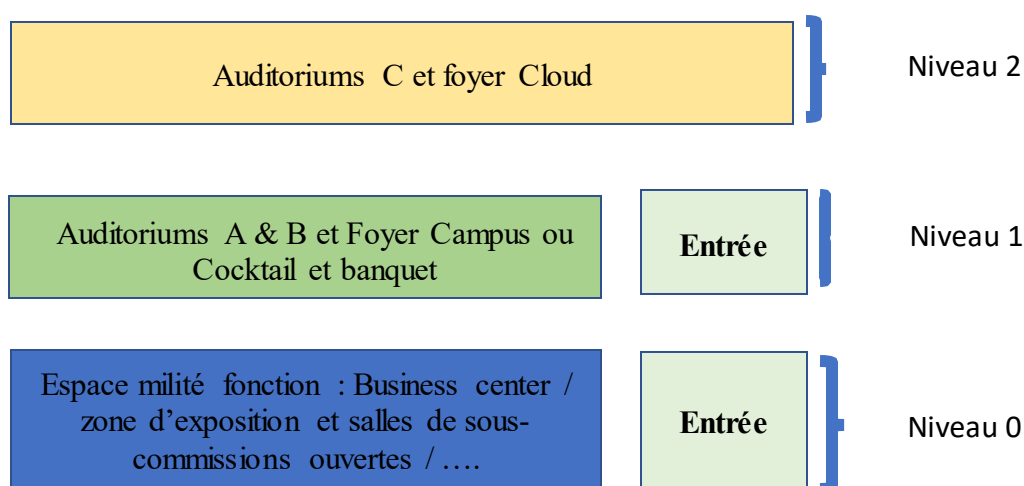 Auditoriums C et foyer Cloud
Niveau 2
Auditoriums A & B et Foyer Campus ou
Cocktail et banquet
Entrée
Niveau 1
Espace milité fonction : Business center /
zone d’exposition et salles de sous-
commissions ouvertes / ….
Entrée
Niveau 0